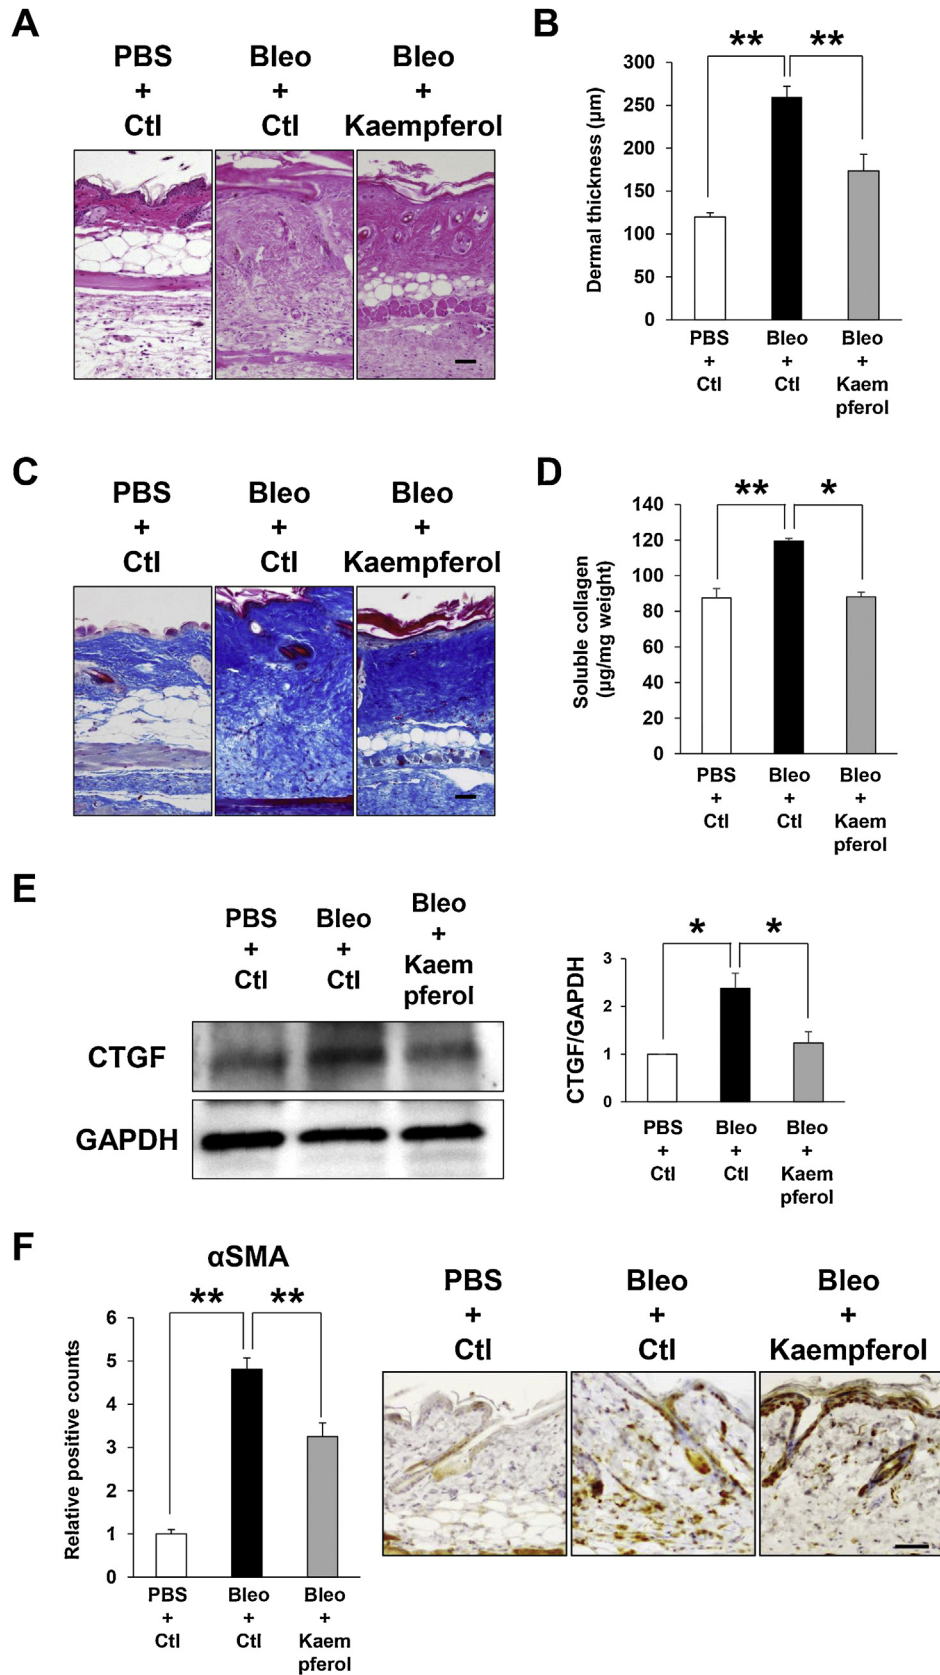 A
PBS
+
Ctl
Bleo
+
Ctl
Bleo
+
Kaempferol
B
**
**
Dermal thickness (μm)
300
250
200
150
100
50
0
PBS
+
Ctl
Bleo
+
Ctl
Bleo
+
Kaem
pferol
C
PBS
+
Ctl
Bleo
+
Ctl
Bleo
+
Kaempferol
D
**
*
Soluble collagen
(μg/mg weight)
140
120
100
80
60
40
20
0
PBS
+
Ctl
Bleo
+
Ctl
Bleo
+
Kaem
pferol
E
PBS
+
Ctl
Bleo
+
Ctl
Bleo
+
Kaem
pferol
CTGF
GAPDH
*
*
CTGF/GAPDH
3
2
1
0
PBS
+
Ctl
Bleo
+
Ctl
Bleo
+
Kaem
pferol
F
αSMA
**
**
Relative positive counts
6
5
4
3
2
1
0
PBS
+
Ctl
Bleo
+
Ctl
Bleo
+
Kaem
pferol
PBS
+
Ctl
Bleo
+
Ctl
Bleo
+
Kaempferol